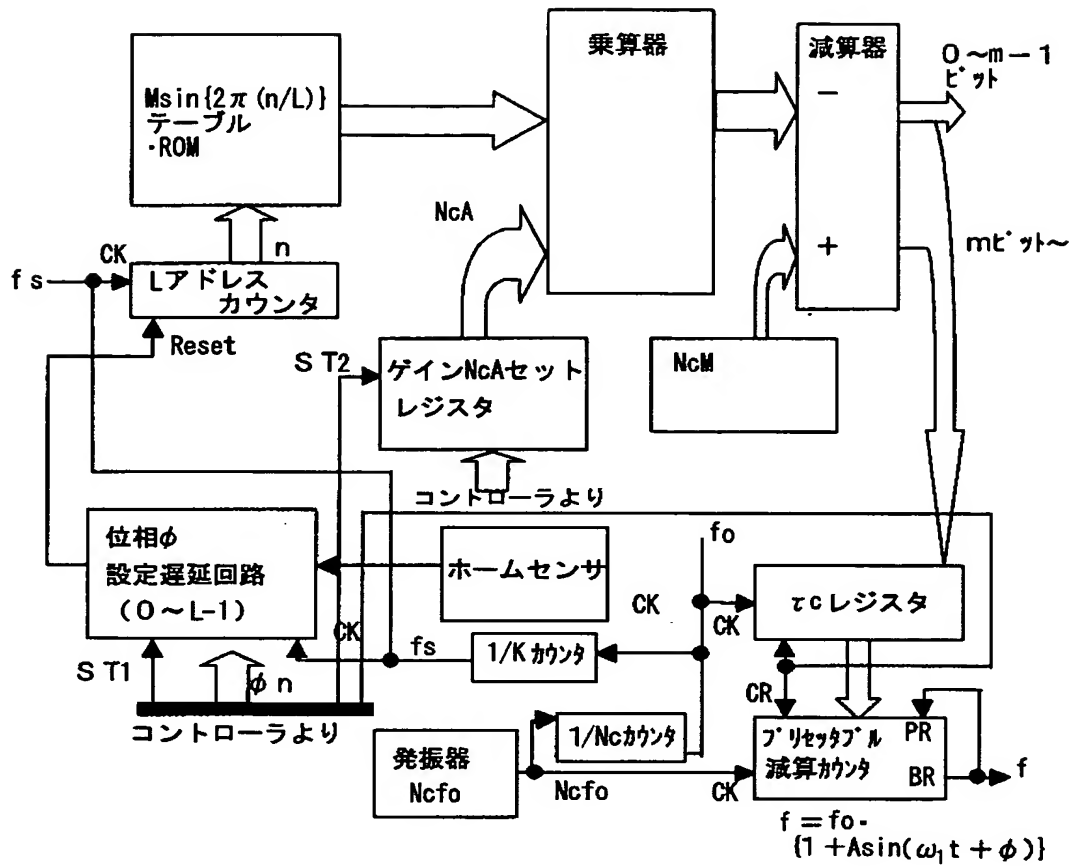 Msin{2π(n/L)}
テーブル
・ROM
乗算器
減算器
−
+
0～m−1
ビット
mビット～
NcA
n
CK
fs
Lアドレス
カウンタ
Reset
ST2
ゲインNcAセット
レジスタ
NcM
コントローラより
位相φ
設定遅延回路
(0～L-1)
ホームセンサ
fo
CK
CK
τcレジスタ
CK
fs
1/Kカウンタ
ST1
φn
コントローラより
CR
発振器
Ncfo
1/Ncカウンタ
Ncfo
CK
プリセッタブル
減算カウンタ
PR
BR
f
f=fo・
{1+Asin(ω₁t+φ)}